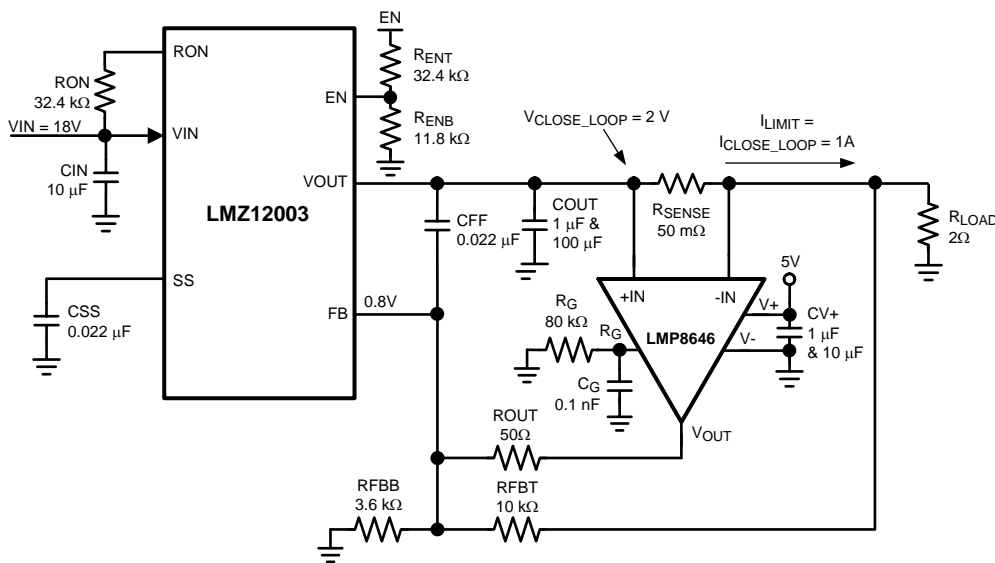 EN
RON
RENT
32.4 kΩ
RON
32.4 kΩ
EN
RENB
11.8 kΩ
VCLOSE_LOOP = 2 V
ILIMIT =
ICLOSE_LOOP = 1A
VIN = 18V
VIN
CIN
10 µF
VOUT
LMZ12003
CFF
0.022 µF
COUT
1 µF &
100 µF
RSENSE
50 mΩ
RLOAD
2Ω
SS
CSS
0.022 µF
FB
0.8V
+IN
-IN
5V
V+
V-
CV+
1 µF
& 10 µF
LMP8646
RG
80 kΩ
RG
CG
0.1 nF
VOUT
ROUT
50Ω
RFBB
3.6 kΩ
RFBT
10 kΩ